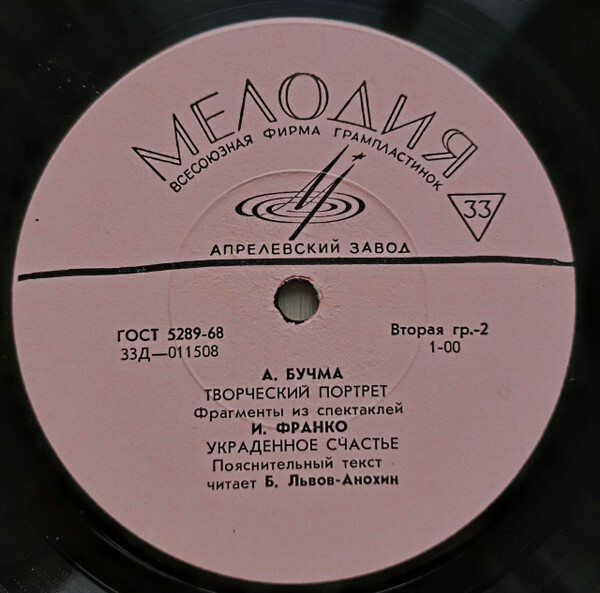 МЕЛОДИЯ
ВСЕСОЮЗНАЯ ФИРМА ГРАМПЛАСТИНОК
33
АПРЕЛЕВСКИЙ ЗАВОД
ГОСТ 5289-68
33Д—011508
Вторая гр.-2
1-00
А. БУЧМА
ТВОРЧЕСКИЙ ПОРТРЕТ
Фрагменты из спектаклей
И. ФРАНКО
УКРАДЕННОЕ СЧАСТЬЕ
Пояснительный текст
читает Б. Львов-Анохин